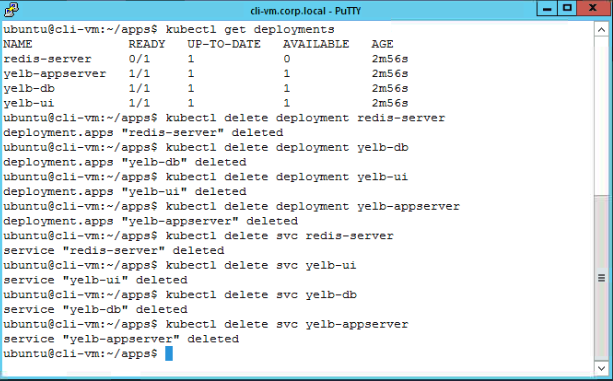 cli-vm.corp.local - PuTTY
ubuntu@cli-vm:~/apps$ kubectl get deployments
NAME             READY   UP-TO-DATE   AVAILABLE   AGE
redis-server     0/1     1            0           2m56s
yelb-appserver   1/1     1            1           2m56s
yelb-db          1/1     1            1           2m56s
yelb-ui          1/1     1            1           2m56s
ubuntu@cli-vm:~/apps$ kubectl delete deployment redis-server
deployment.apps "redis-server" deleted
ubuntu@cli-vm:~/apps$ kubectl delete deployment yelb-db
deployment.apps "yelb-db" deleted
ubuntu@cli-vm:~/apps$ kubectl delete deployment yelb-ui
deployment.apps "yelb-ui" deleted
ubuntu@cli-vm:~/apps$ kubectl delete deployment yelb-appserver
deployment.apps "yelb-appserver" deleted
ubuntu@cli-vm:~/apps$ kubectl delete svc redis-server
service "redis-server" deleted
ubuntu@cli-vm:~/apps$ kubectl delete svc yelb-ui
service "yelb-ui" deleted
ubuntu@cli-vm:~/apps$ kubectl delete svc yelb-db
service "yelb-db" deleted
ubuntu@cli-vm:~/apps$ kubectl delete svc yelb-appserver
service "yelb-appserver" deleted
ubuntu@cli-vm:~/apps$